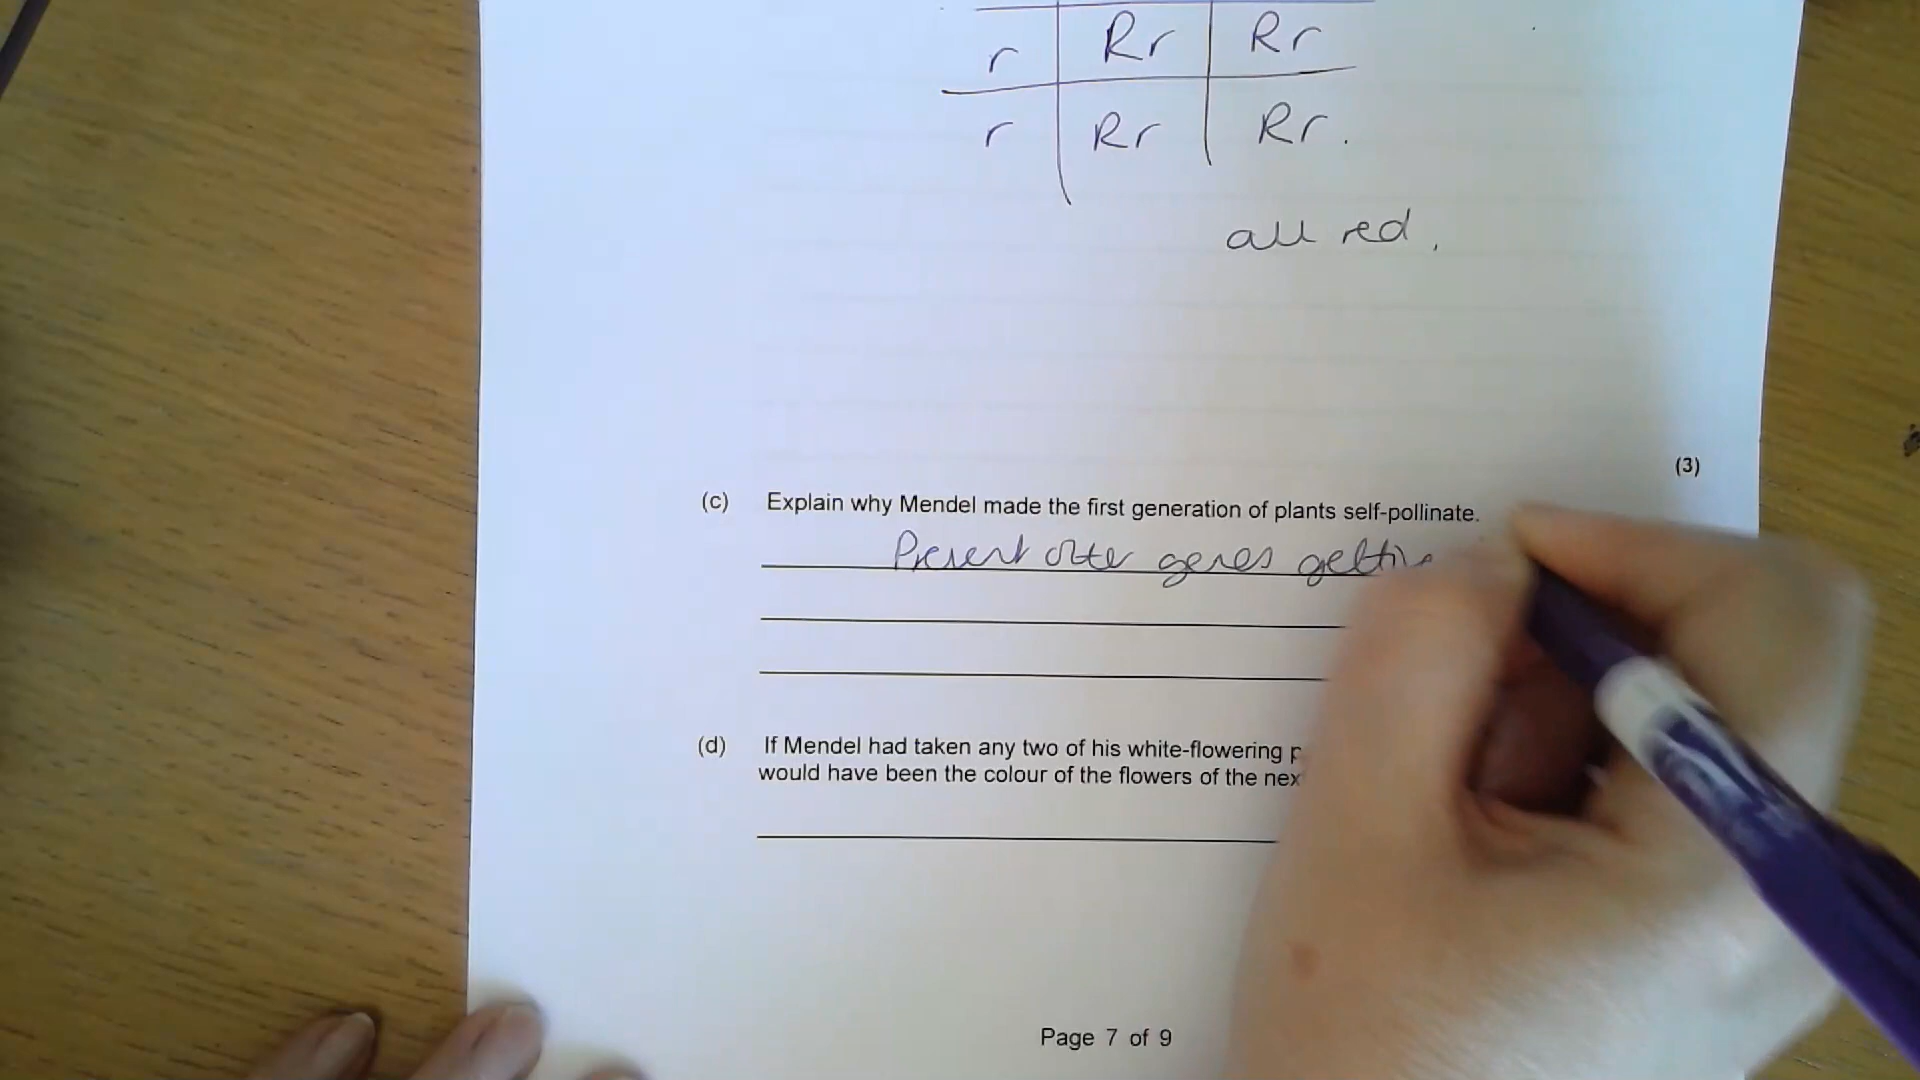 r Rr Rr
r Rr Rr.
all red.
(3)
(c) Explain why Mendel made the first generation of plants self-pollinate.
Prevent other genes getting
(d) If Mendel had taken any two of his white-flowering
would have been the colour of the flowers of the
Page 7 of 9